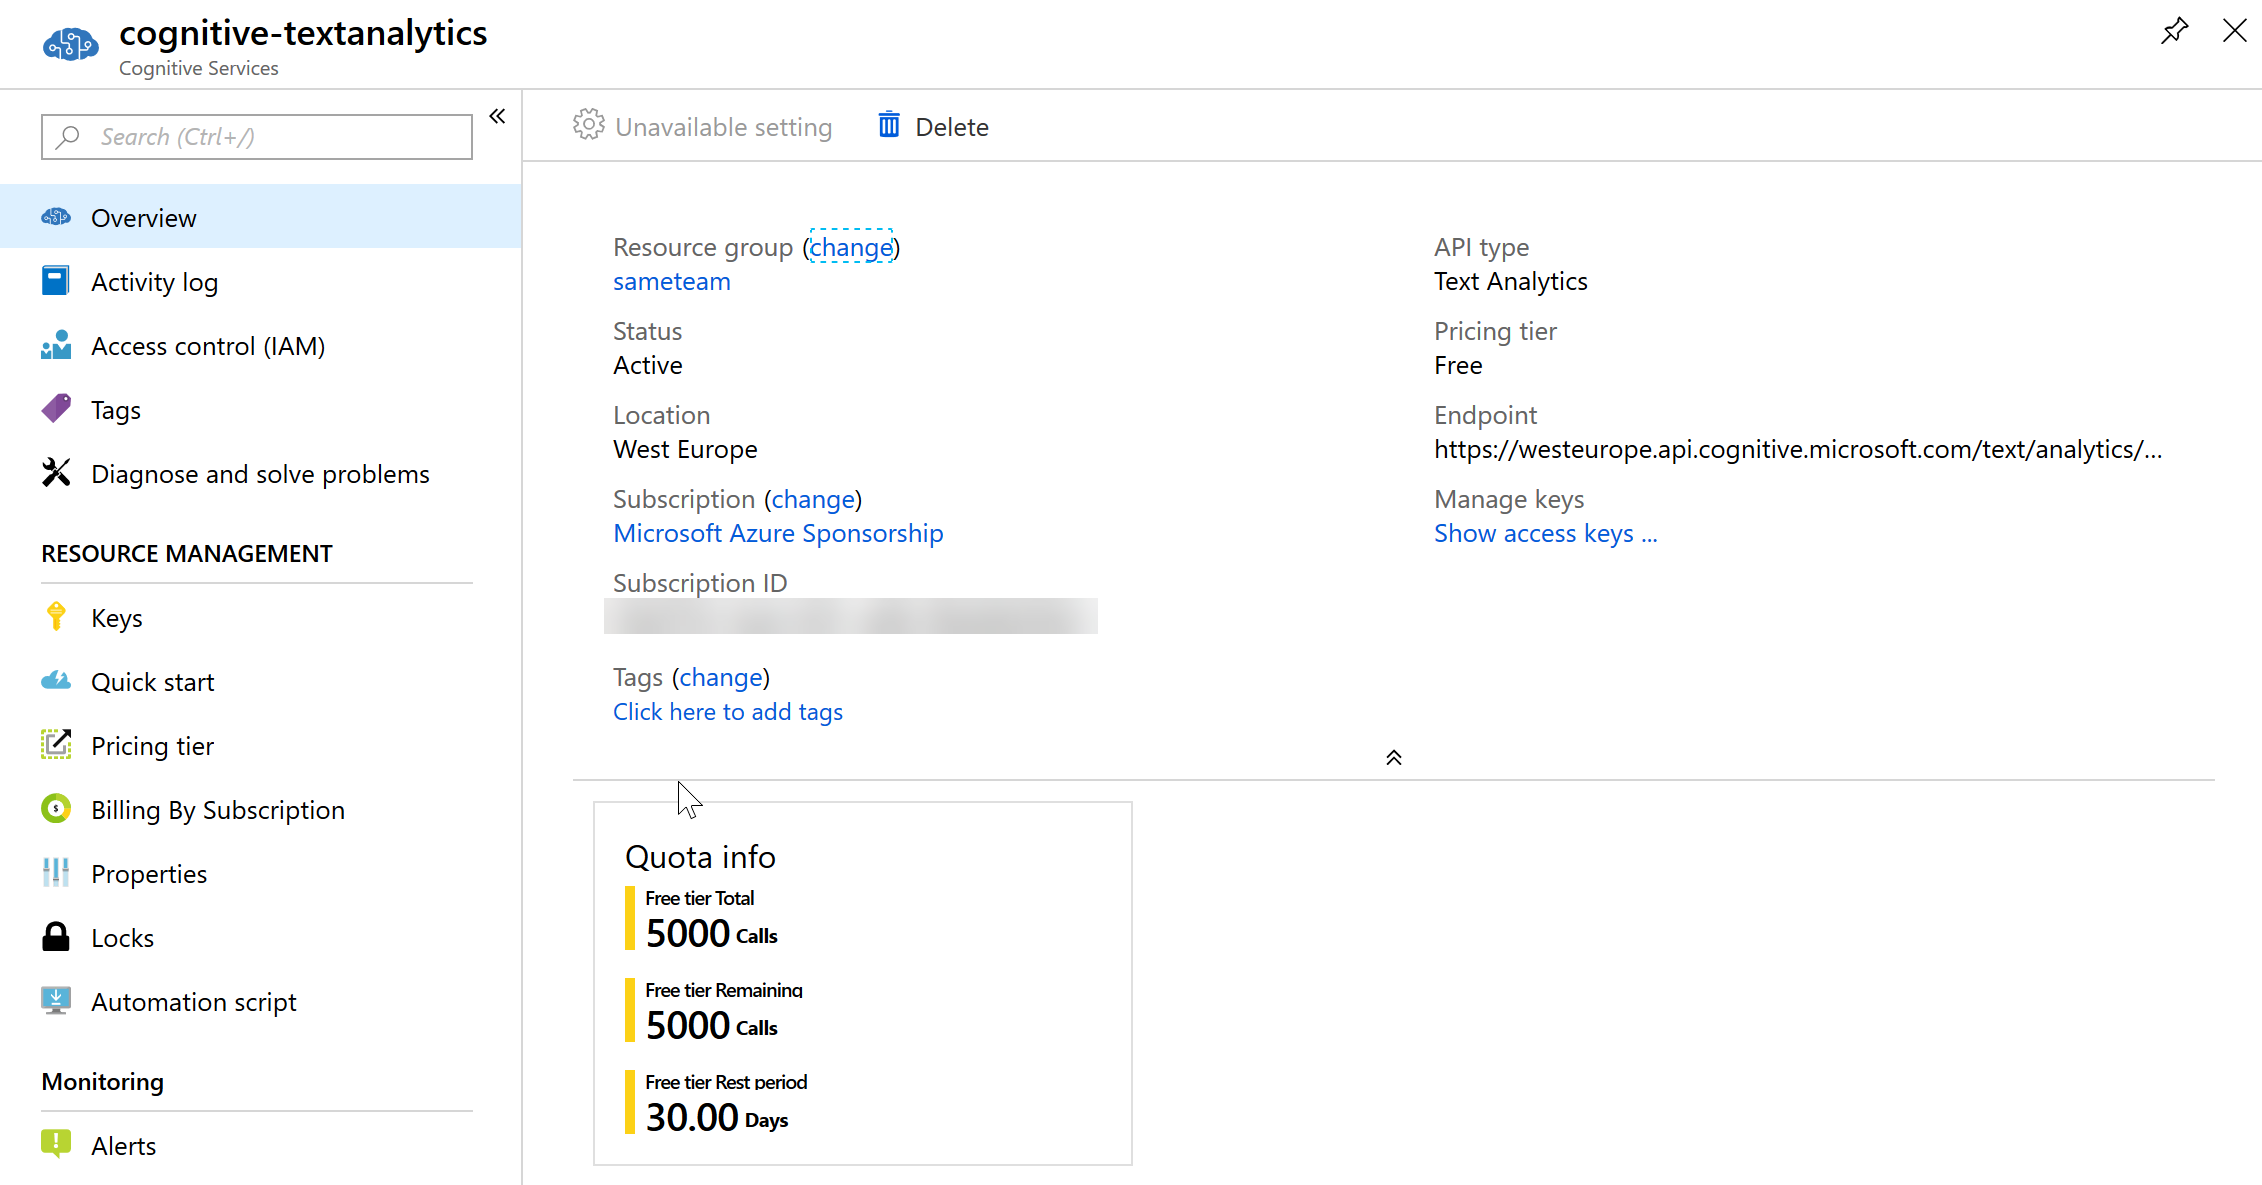 cognitive-textanalytics
Cognitive Services
Search (Ctrl+/)
Overview
Activity log
Access control (IAM)
Tags
Diagnose and solve problems
RESOURCE MANAGEMENT
Keys
Quick start
Pricing tier
Billing By Subscription
Properties
Locks
Automation script
Monitoring
Alerts
Unavailable setting
Delete
Resource group (change)
sameteam
Status
Active
Location
West Europe
Subscription (change)
Microsoft Azure Sponsorship
Subscription ID
Tags (change)
Click here to add tags
API type
Text Analytics
Pricing tier
Free
Endpoint
https://westeurope.api.cognitive.microsoft.com/text/analytics/...
Manage keys
Show access keys ...
Quota info
Free tier Total
5000 Calls
Free tier Remaining
5000 Calls
Free tier Rest period
30.00 Days